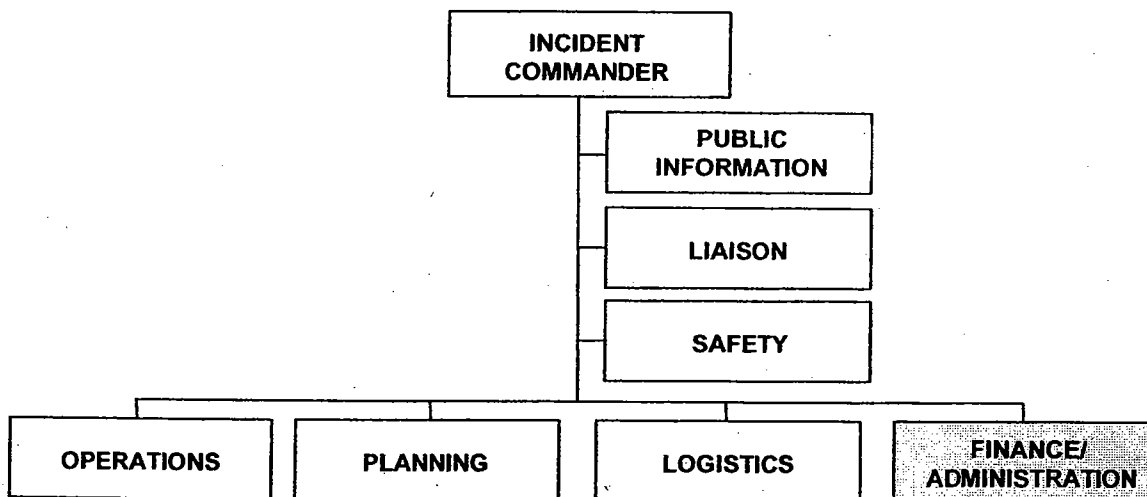 INCIDENT
COMMANDER
PUBLIC
INFORMATION
LIAISON
SAFETY
OPERATIONS
PLANNING
LOGISTICS
FINANCE/
ADMINISTRATION